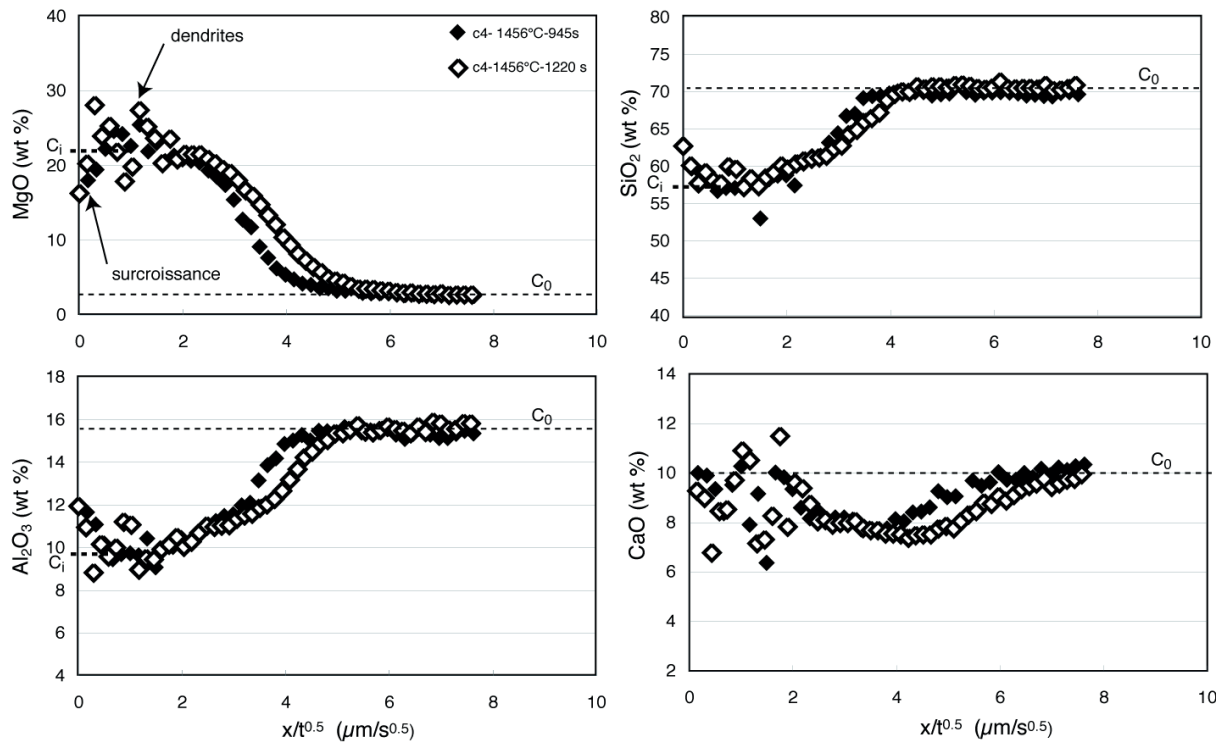 40
30
20
10
0
MgO (wt %)
Cᵢ
dendrites
surcroissance
c4- 1456°C-945s
c4-1456°C-1220 s
C₀
0 2 4 6 8 10
80
75
70
65
60
55
50
45
40
SiO₂ (wt %)
Cᵢ
C₀
0 2 4 6 8 10
18
16
14
12
10
8
6
4
Al₂O₃ (wt %)
Cᵢ
C₀
0 2 4 6 8 10
x/t⁰·⁵ (µm/s⁰·⁵)
14
12
10
8
6
4
2
CaO (wt %)
C₀
0 2 4 6 8 10
x/t⁰·⁵ (µm/s⁰·⁵)